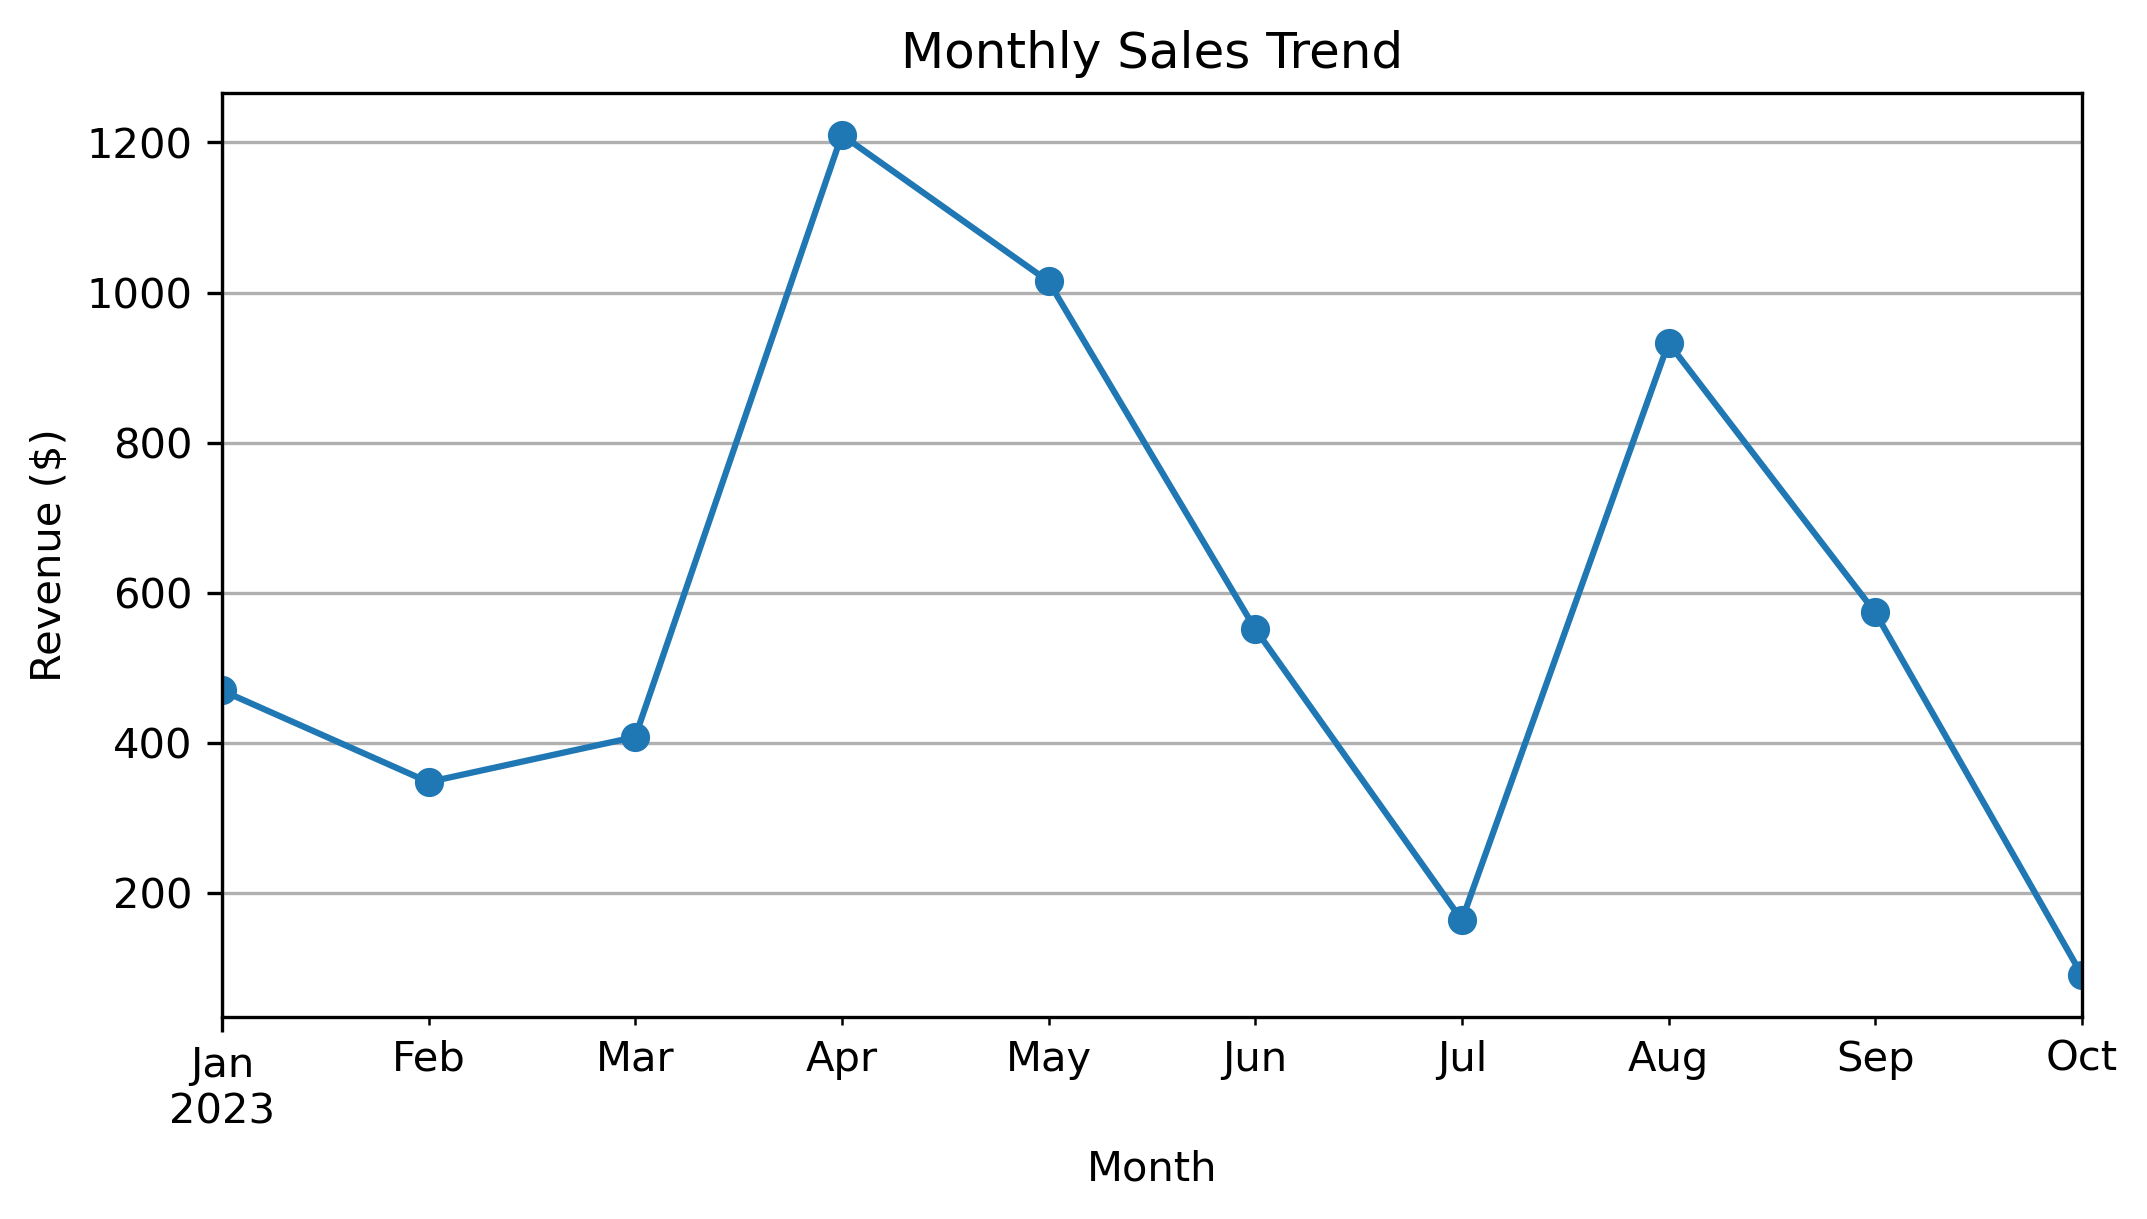 Monthly Sales Trend
1200
1000
800
600
400
200
Revenue ($)
Jan Feb Mar Apr May Jun Jul Aug Sep Oct
2023
Month